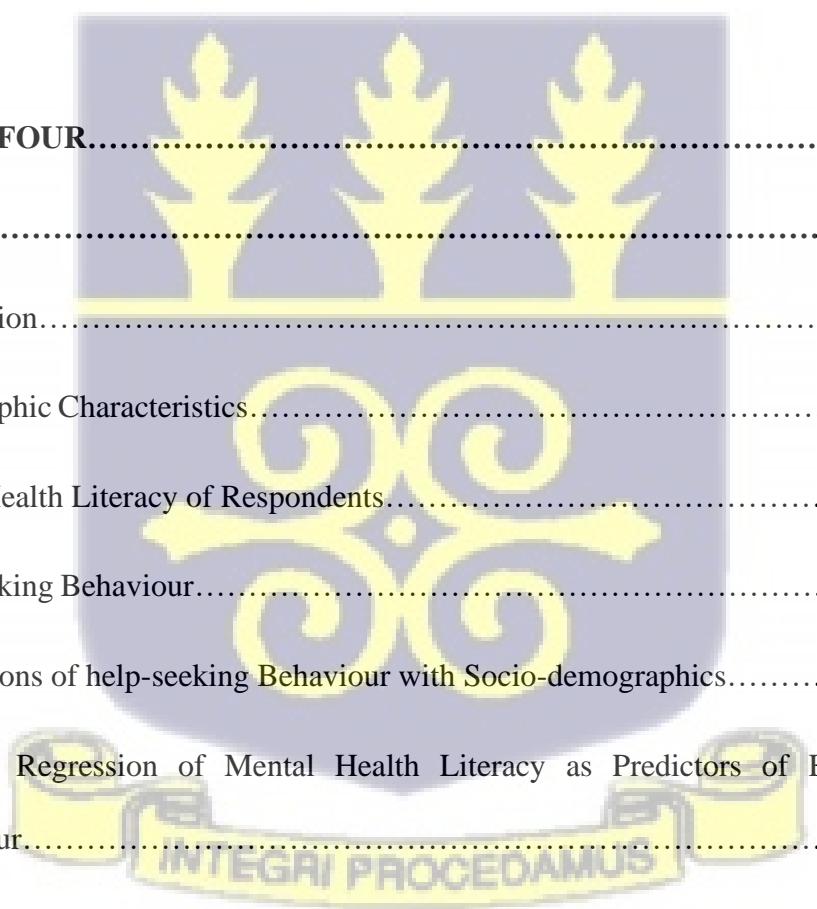 FOUR……………………………………………………………
……………………………………………………………………
ion……………………………………………………………
phic Characteristics……………………………………………
ealth Literacy of Respondents…………………………………
king Behaviour…………………………………………………
ons of help-seeking Behaviour with Socio-demographics………
Regression of Mental Health Literacy as Predictors of
ur………………………………………………………………
INTEGRI PROCEDAMUS